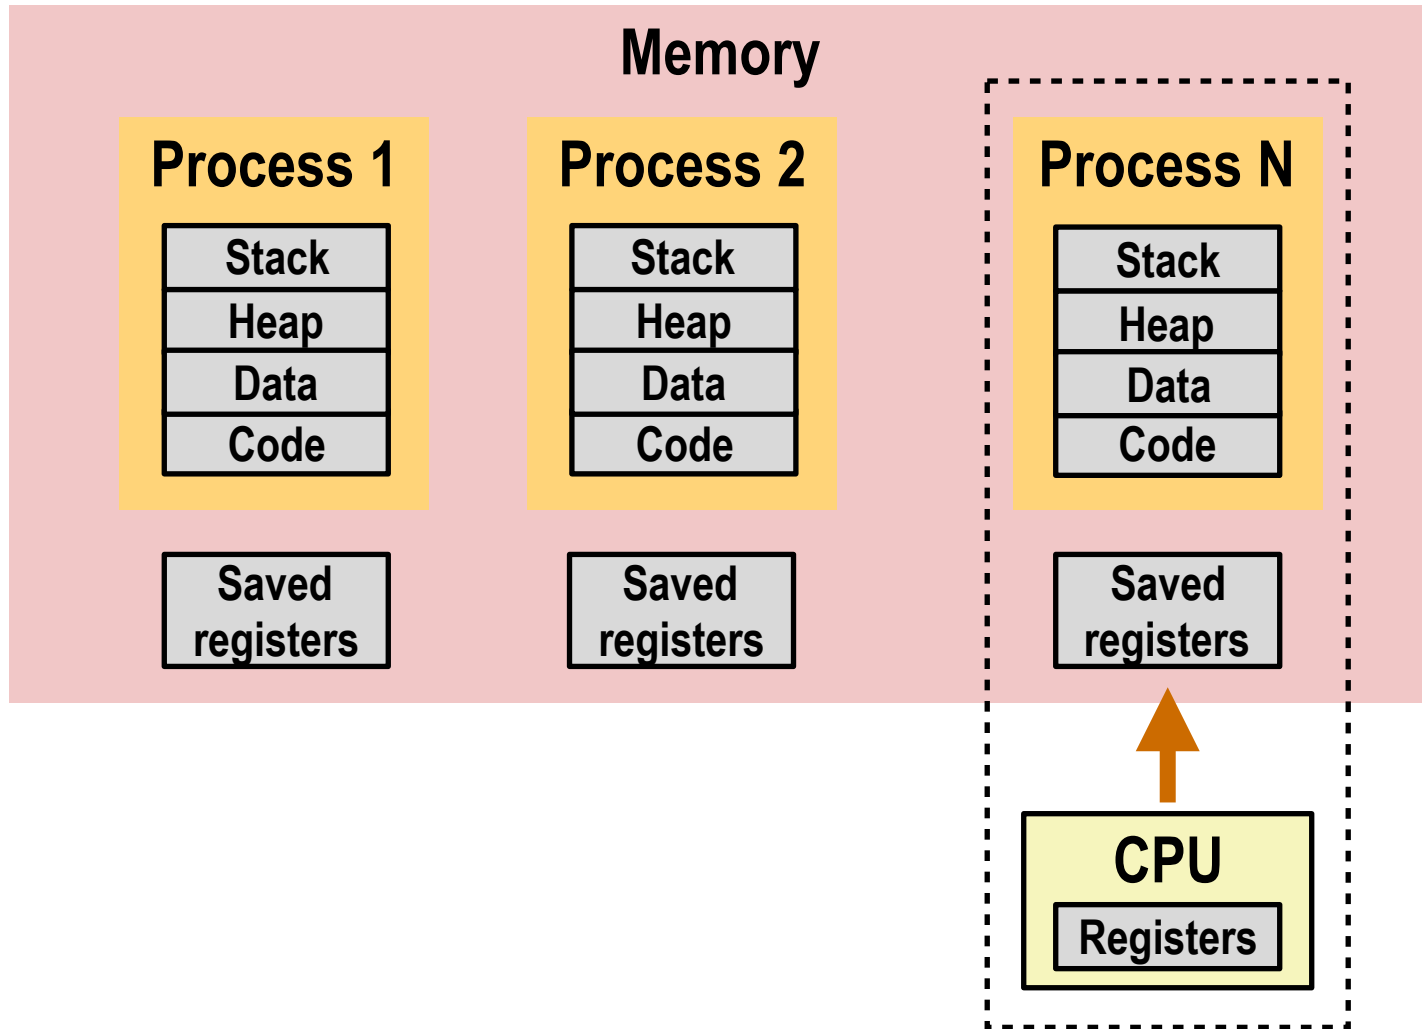 Memory
Process 1
Stack
Heap
Data
Code
Saved
registers
Process 2
Stack
Heap
Data
Code
Saved
registers
Process N
Stack
Heap
Data
Code
Saved
registers
CPU
Registers